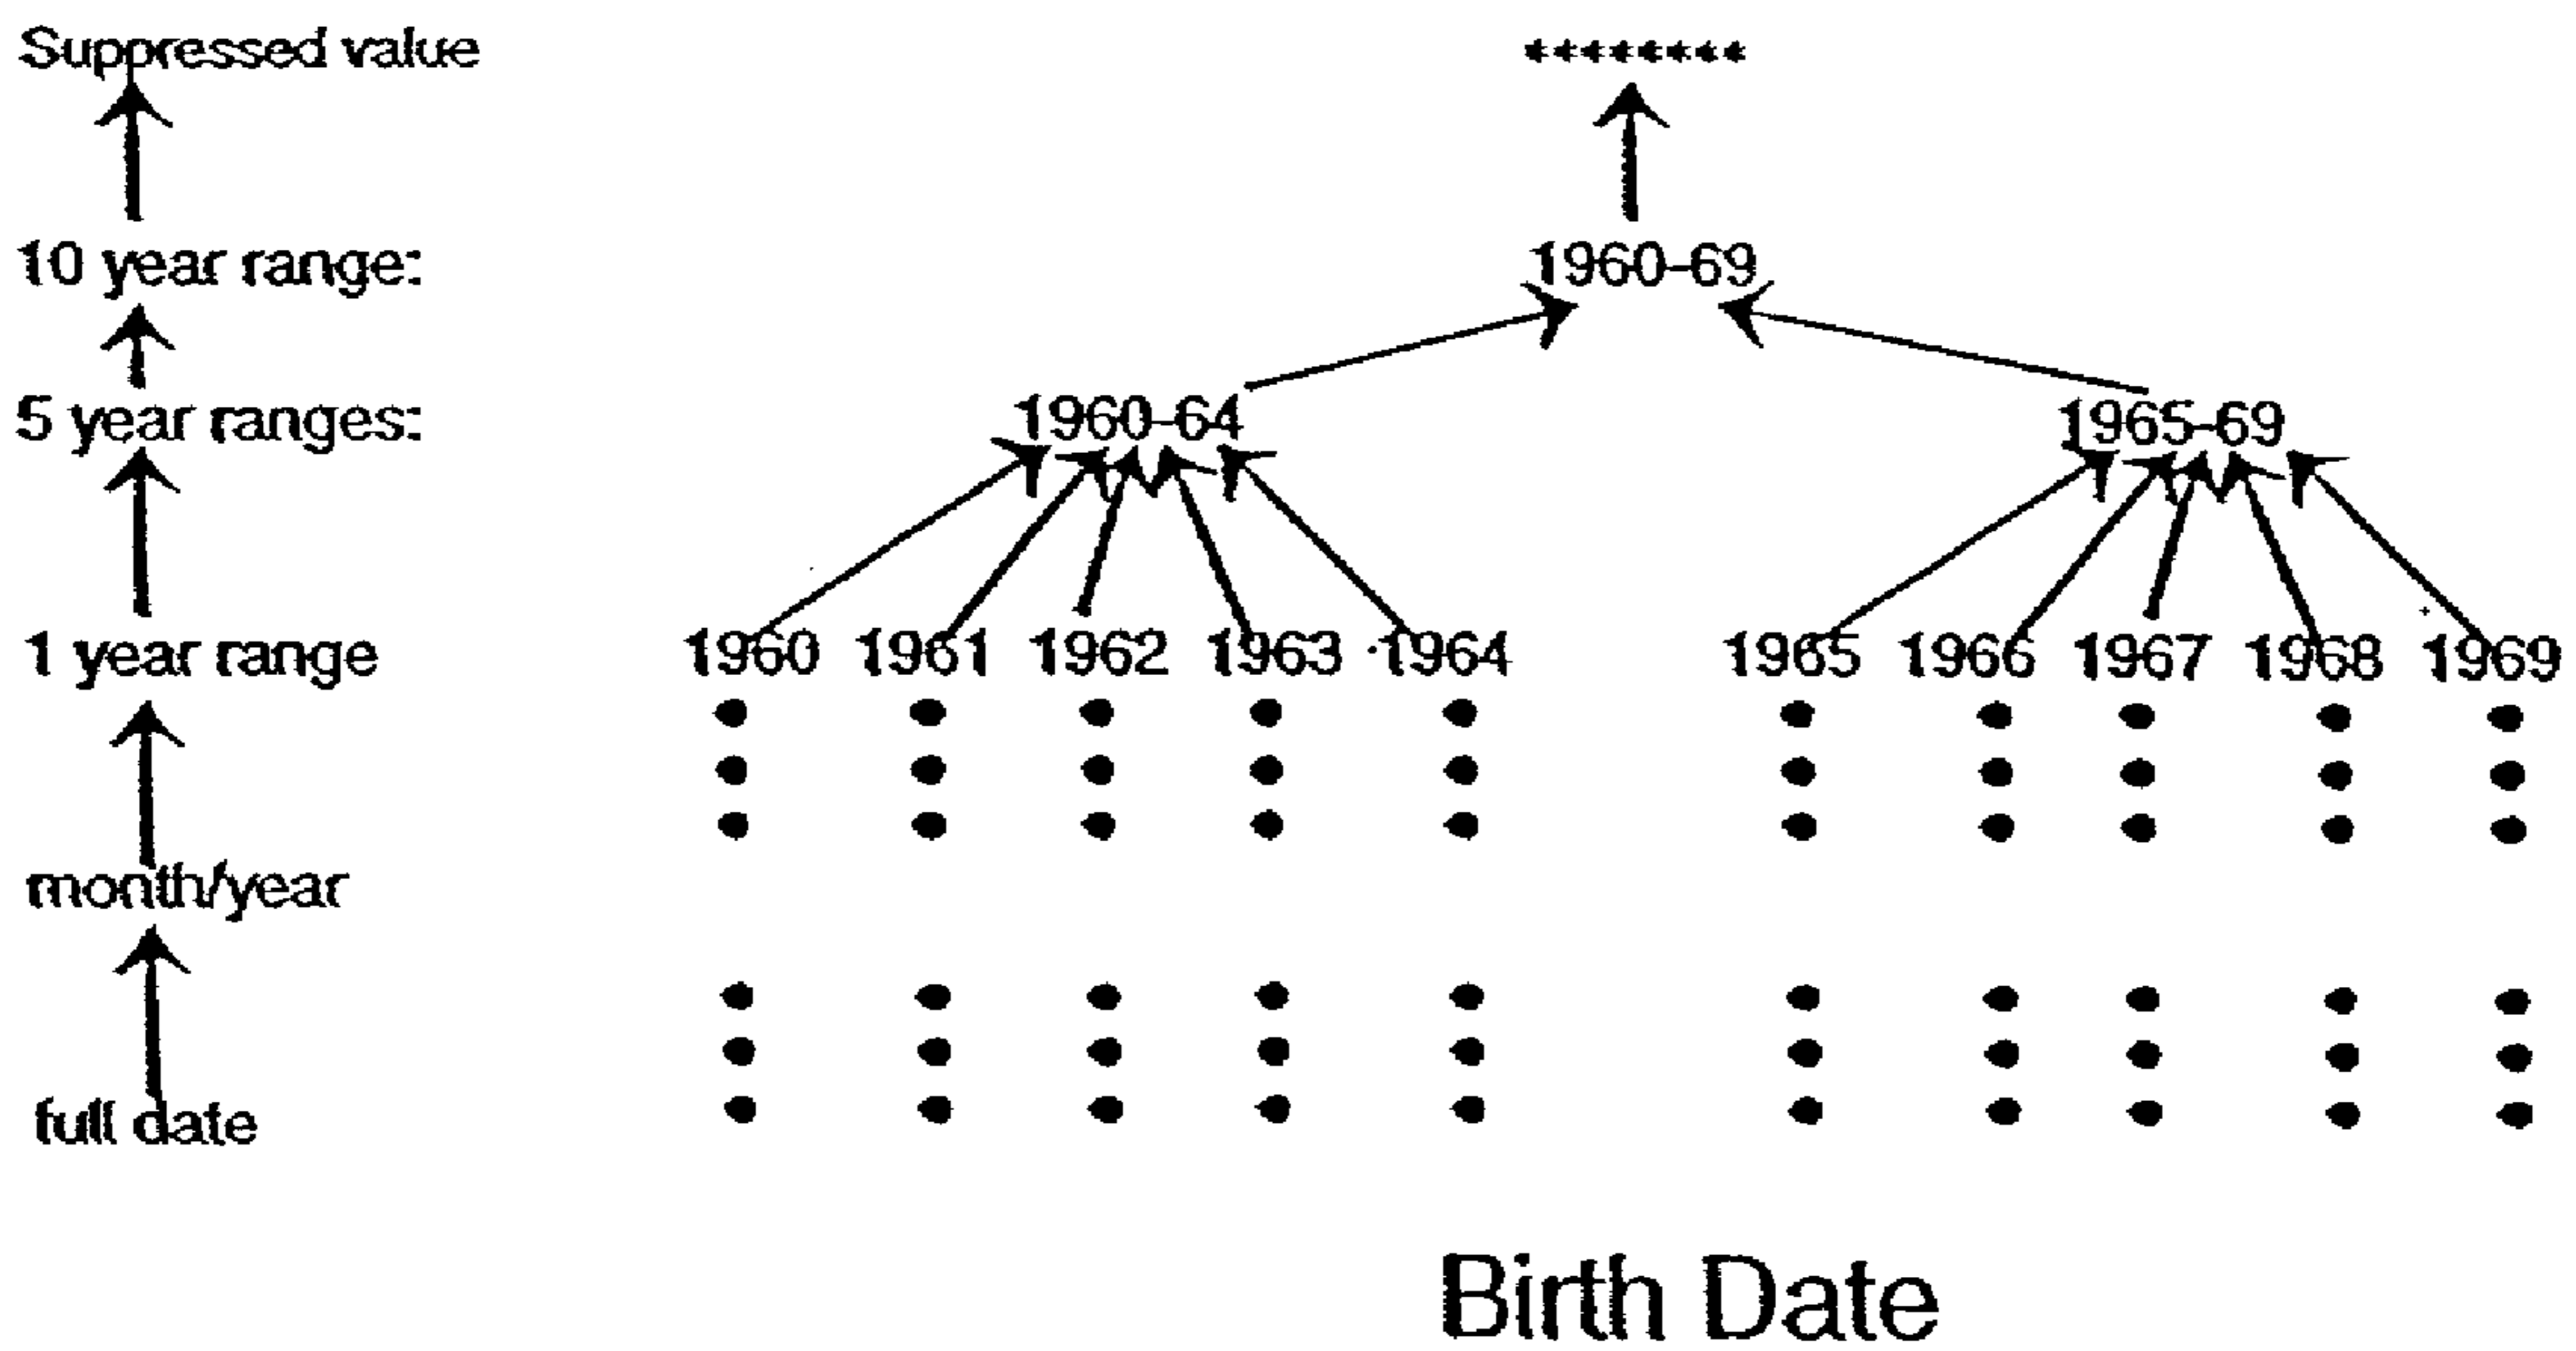 Suppressed value ********
10 year range: 1960-69
5 year ranges: 1960-64 1965-69
1 year range 1960 1961 1962 1963 1964 1965 1966 1967 1968 1969
month/year
full date
Birth Date